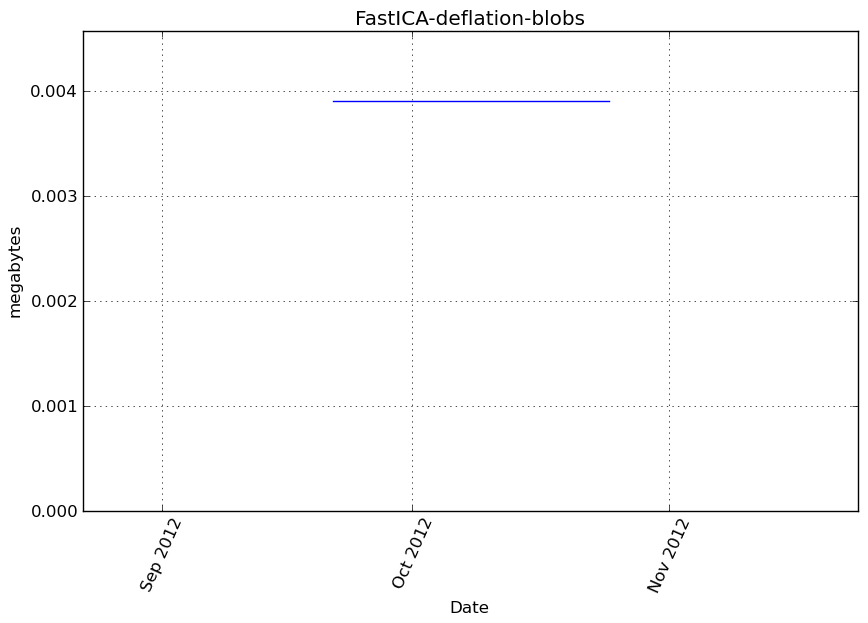 FastICA-deflation-blobs
0.004
0.003
0.002
0.001
0.000
megabytes
Sep 2012
Oct 2012
Nov 2012
Date